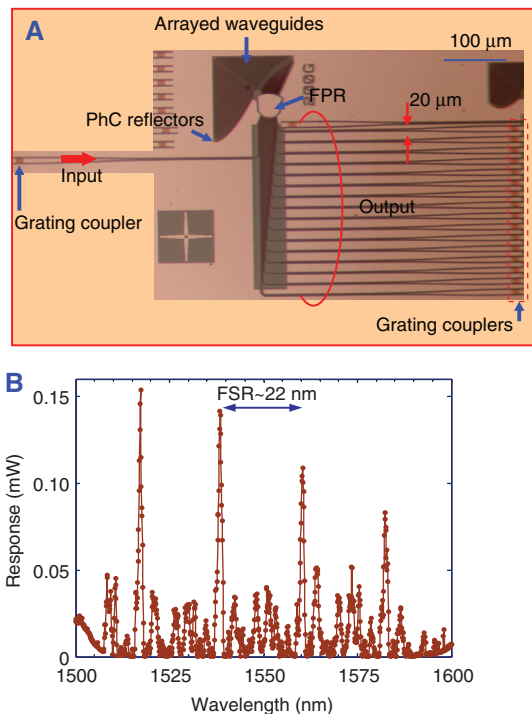 A
Arrayed waveguides
100 μm
FPR
200G
20 μm
PhC reflectors
Input
Output
Grating coupler
Grating couplers
B
FSR~22 nm
0.15
0.10
0.05
0
Response (mW)
1500
1525
1550
1575
1600
Wavelength (nm)